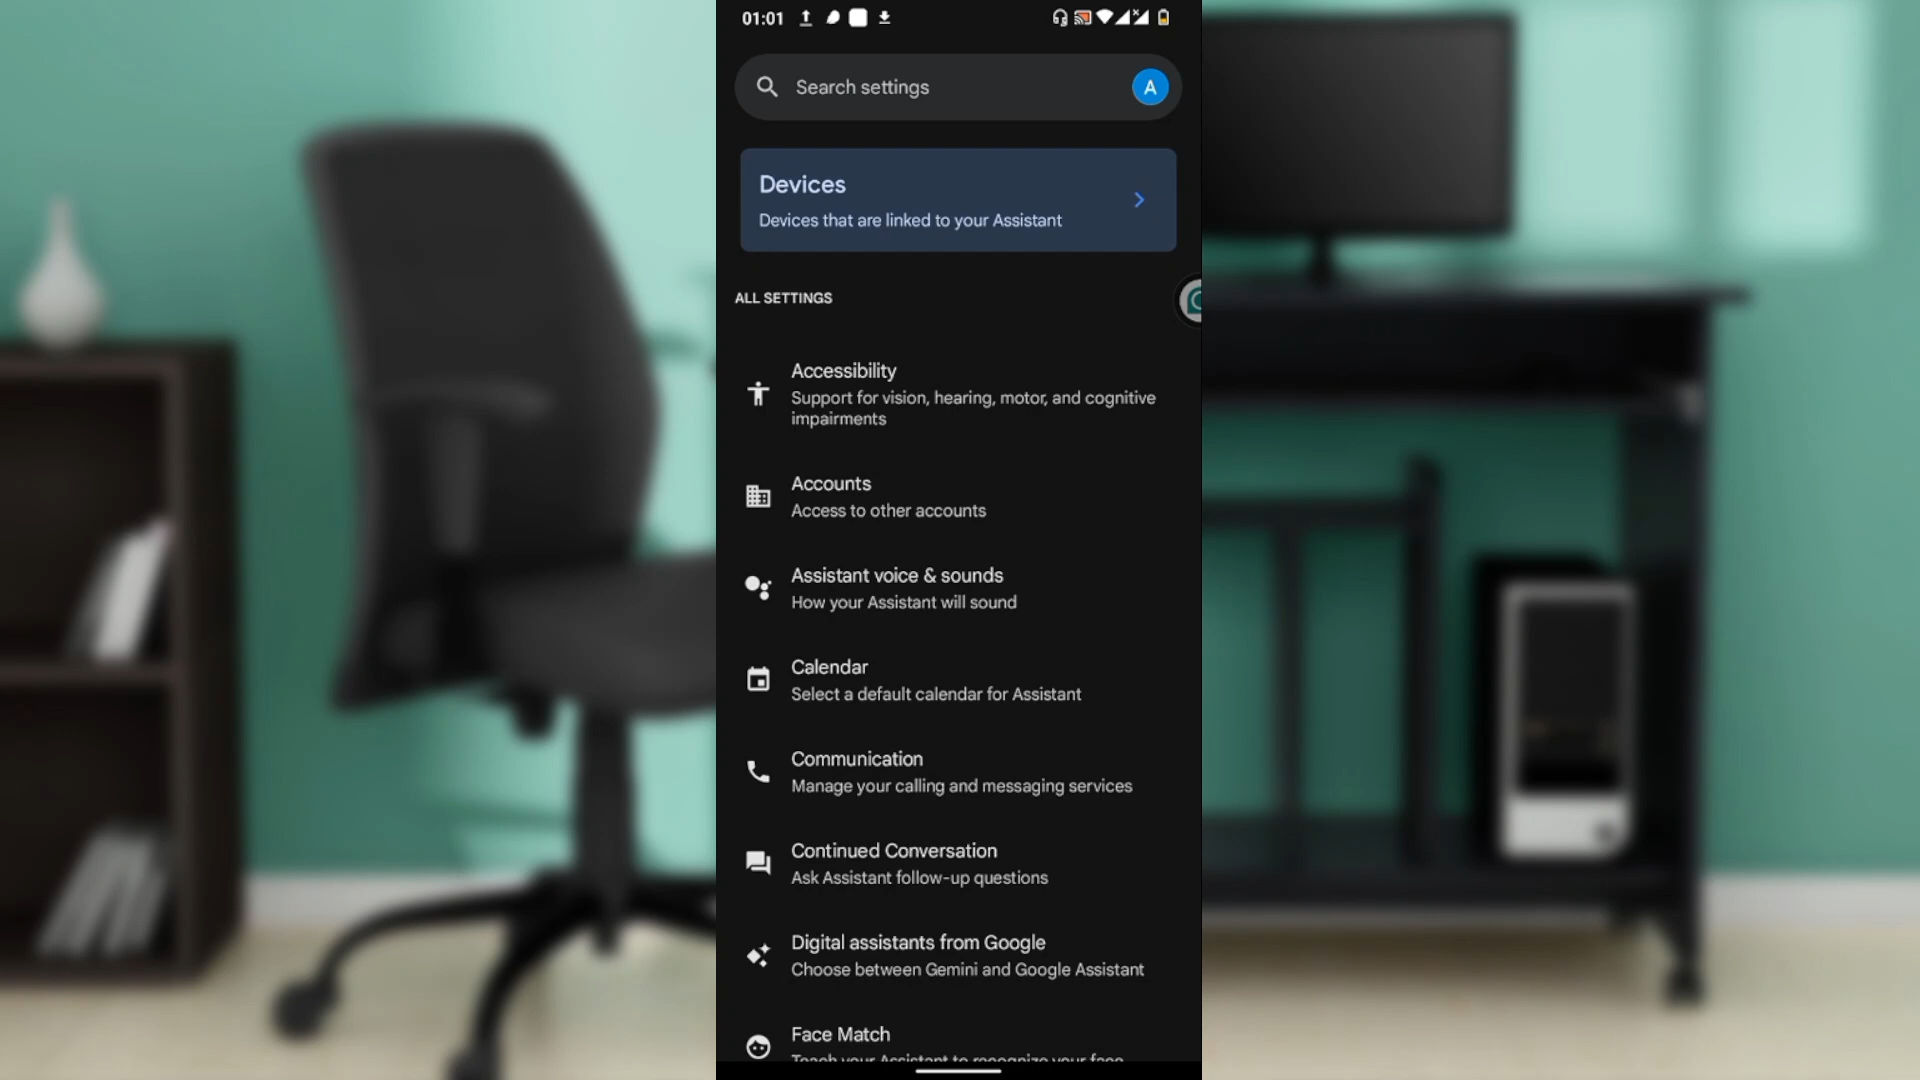 01:01
Search settings
A
Devices
Devices that are linked to your Assistant
ALL SETTINGS
Accessibility
Support for vision, hearing, motor, and cognitive
impairments
Accounts
Access to other accounts
Assistant voice & sounds
How your Assistant will sound
Calendar
Select a default calendar for Assistant
Communication
Manage your calling and messaging services
Continued Conversation
Ask Assistant follow-up questions
Digital assistants from Google
Choose between Gemini and Google Assistant
Face Match
Teach your Assistant to recognize your face